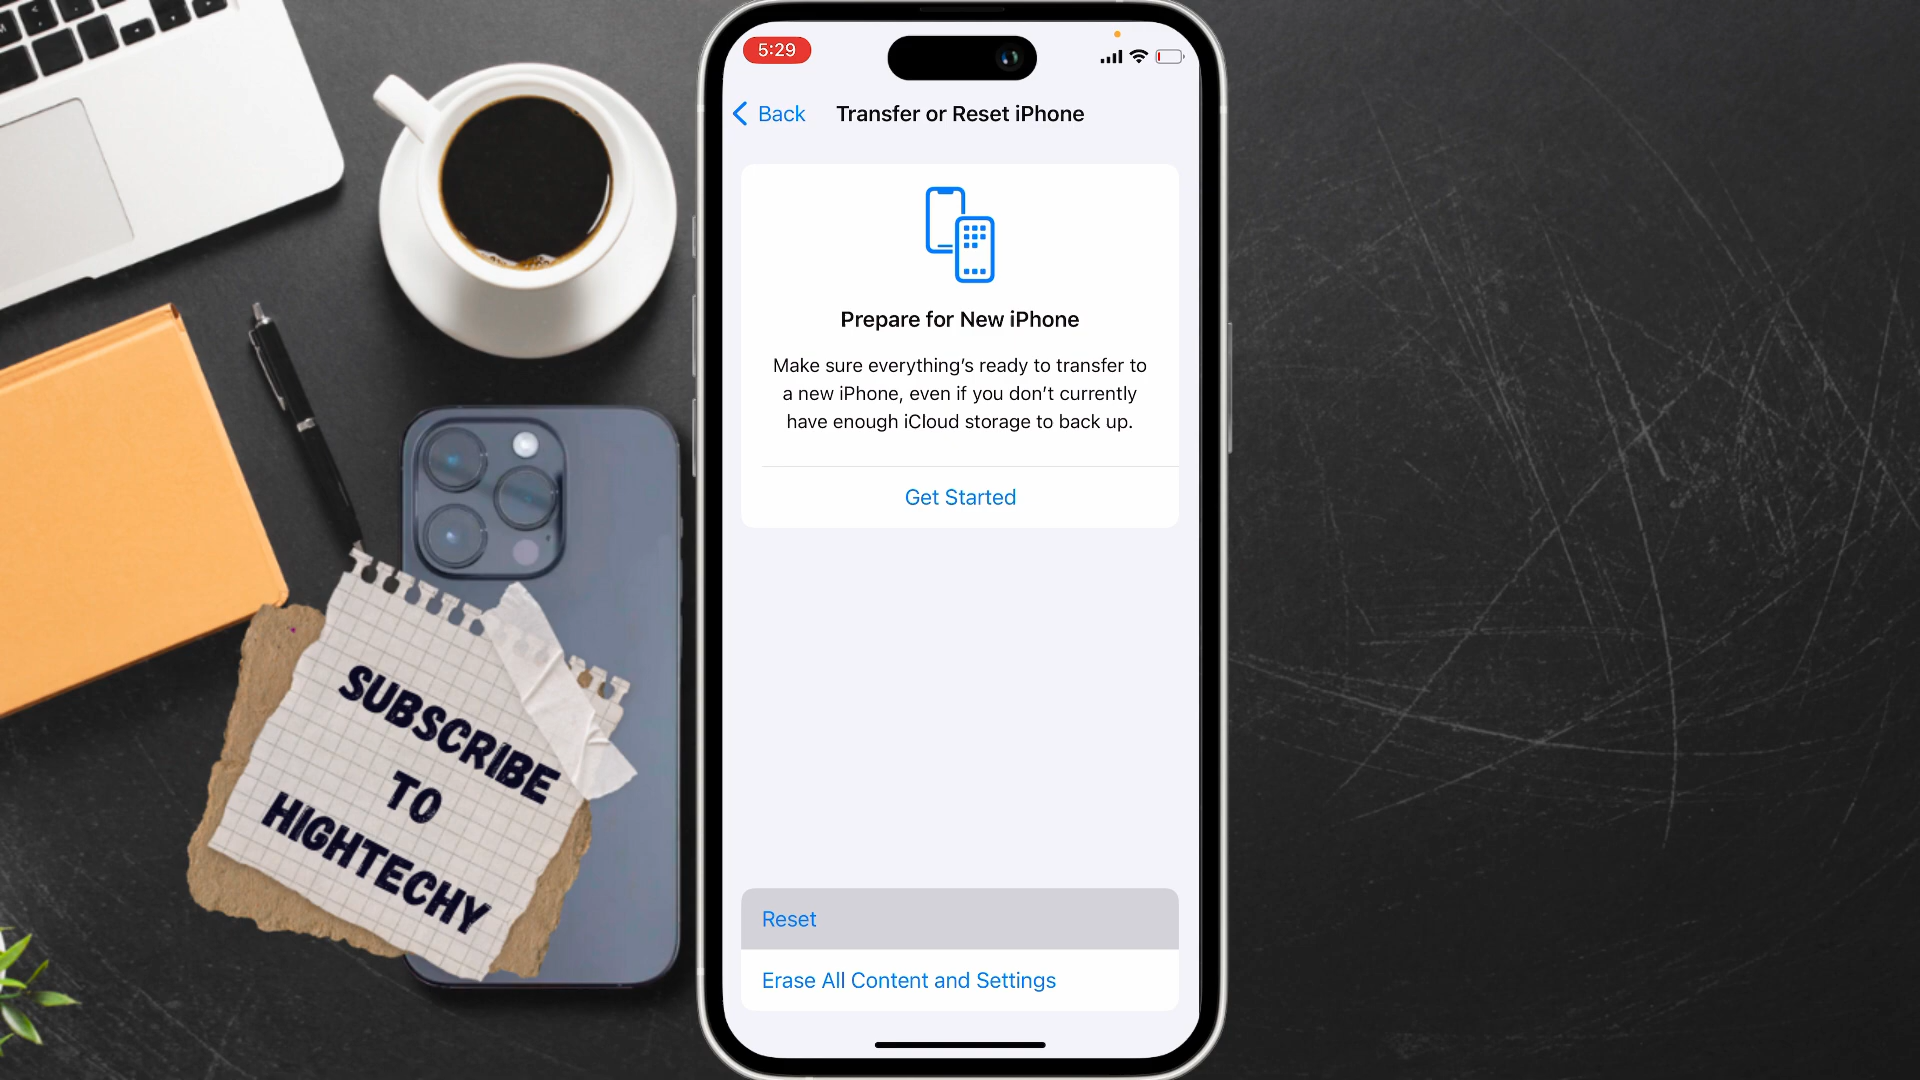 5:29
Back
Transfer or Reset iPhone
Prepare for New iPhone
Make sure everything’s ready to transfer to
a new iPhone, even if you don’t currently
have enough iCloud storage to back up.
Get Started
Reset
Erase All Content and Settings
SUBSCRIBE
TO
HIGHTECHY